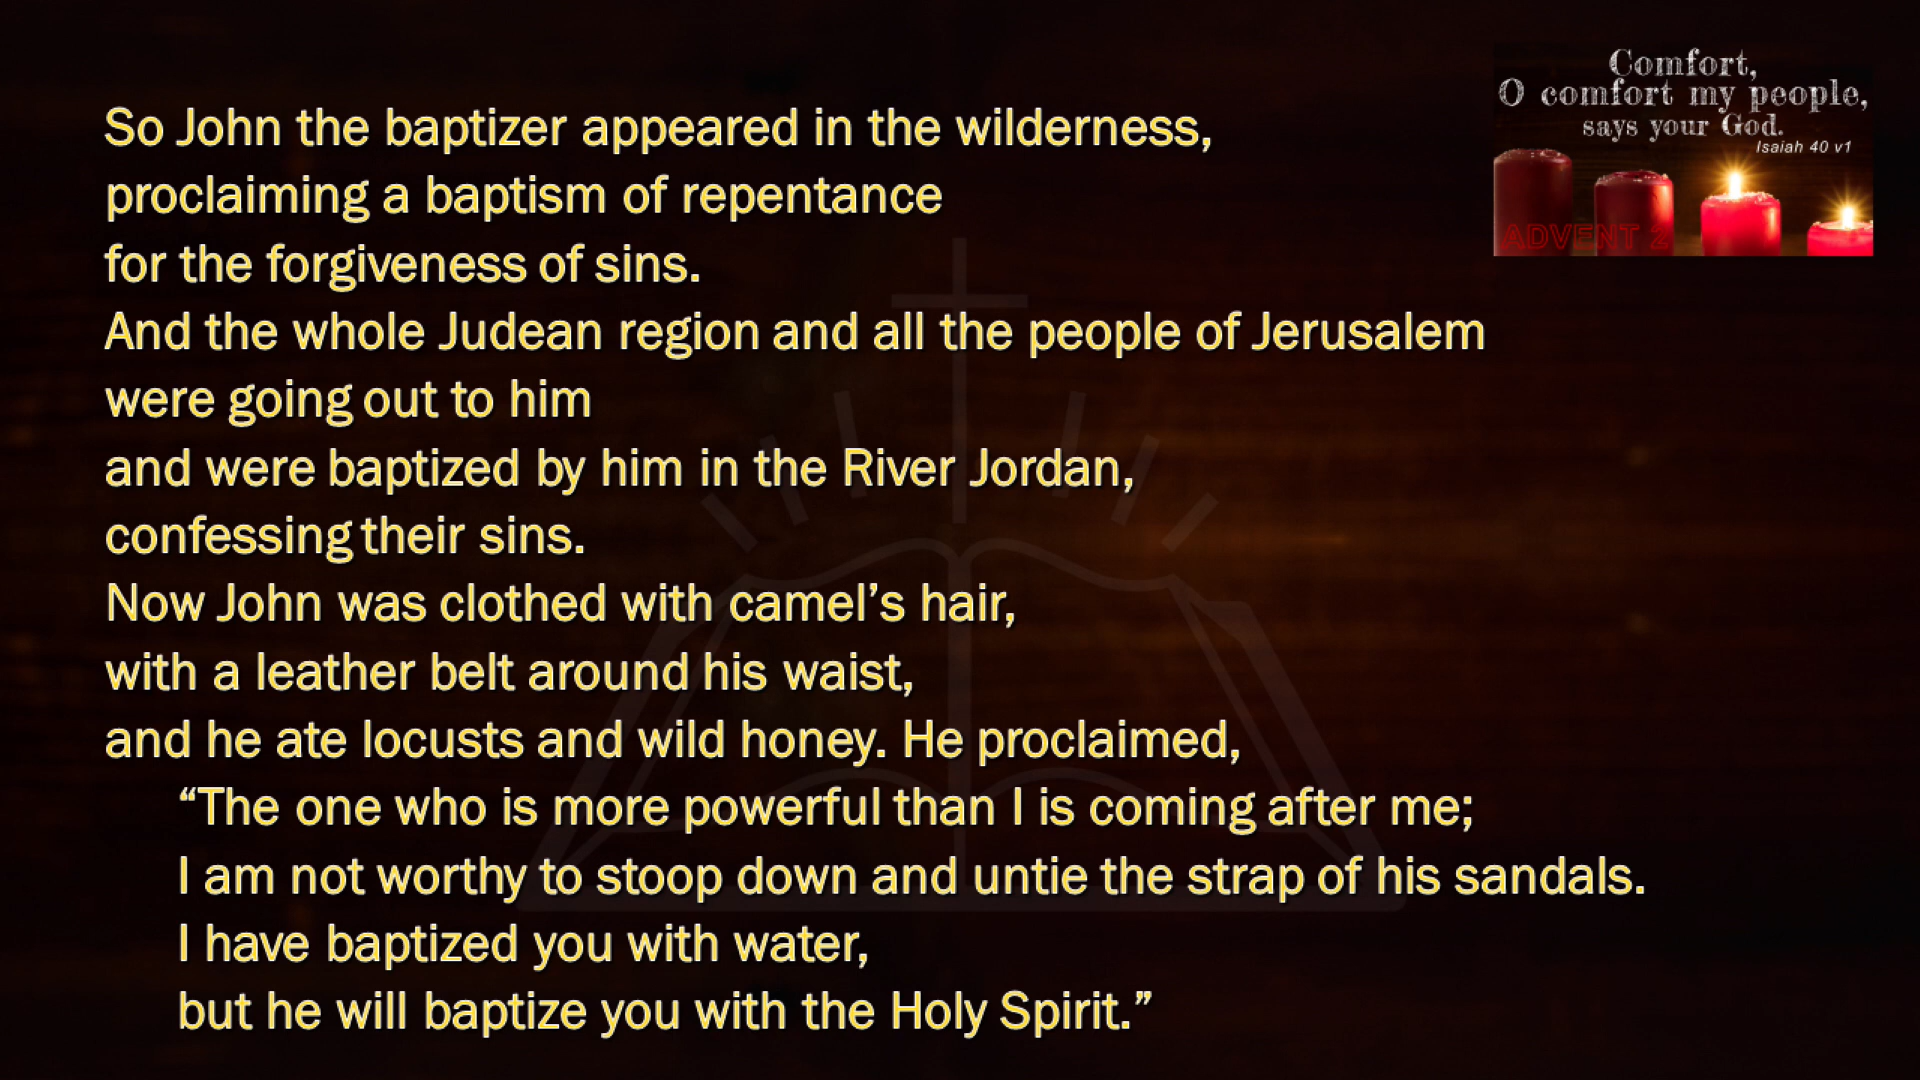 So John the baptizer appeared in the wilderness,
proclaiming a baptism of repentance
for the forgiveness of sins.
And the whole Judean region and all the people of Jerusalem
were going out to him
and were baptized by him in the River Jordan,
confessing their sins.
Now John was clothed with camel’s hair,
with a leather belt around his waist,
and he ate locusts and wild honey. He proclaimed,
“The one who is more powerful than I is coming after me;
I am not worthy to stoop down and untie the strap of his sandals.
I have baptized you with water,
but he will baptize you with the Holy Spirit.”
Comfort,
O comfort my people,
says your God.
Isaiah 40 v1
ADVENT 2